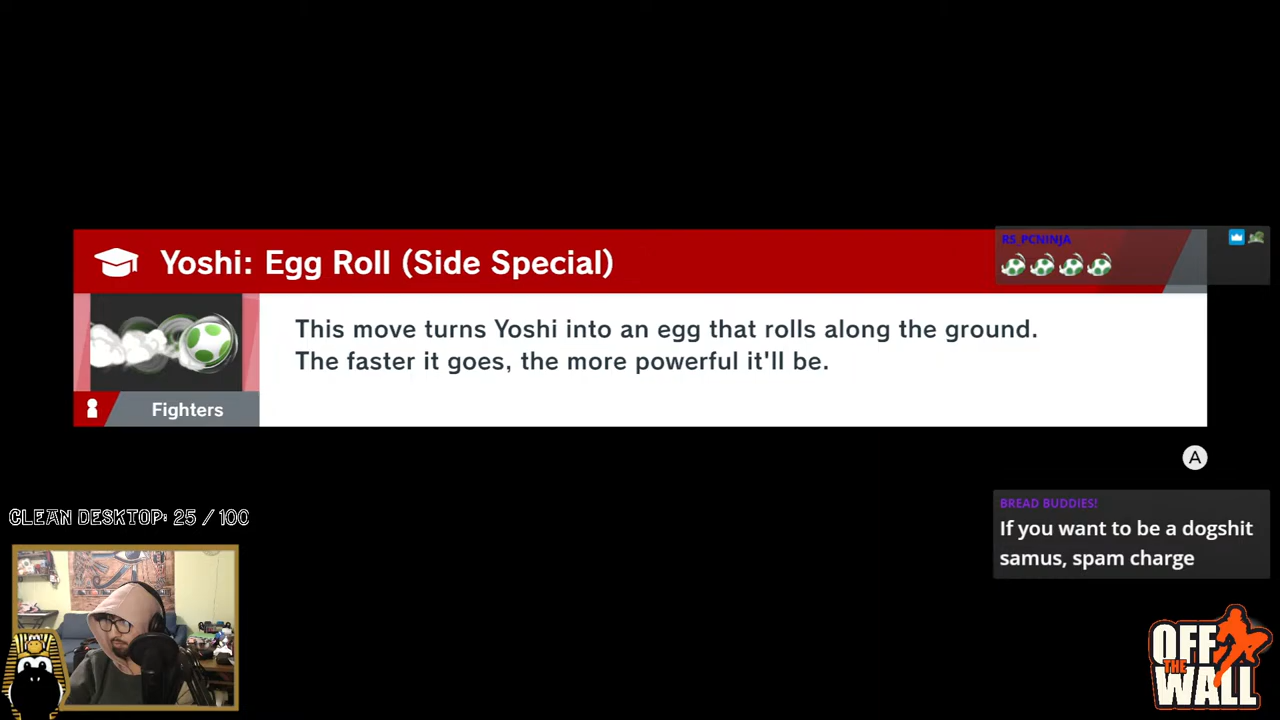 Yoshi: Egg Roll (Side Special)
RS_PCNINJA
This move turns Yoshi into an egg that rolls along the ground.
The faster it goes, the more powerful it'll be.
Fighters
A
BREAD BUDDIES!
If you want to be a dogshit
samus, spam charge
CLEAN DESKTOP: 25 / 100
OFF
THE
WALL